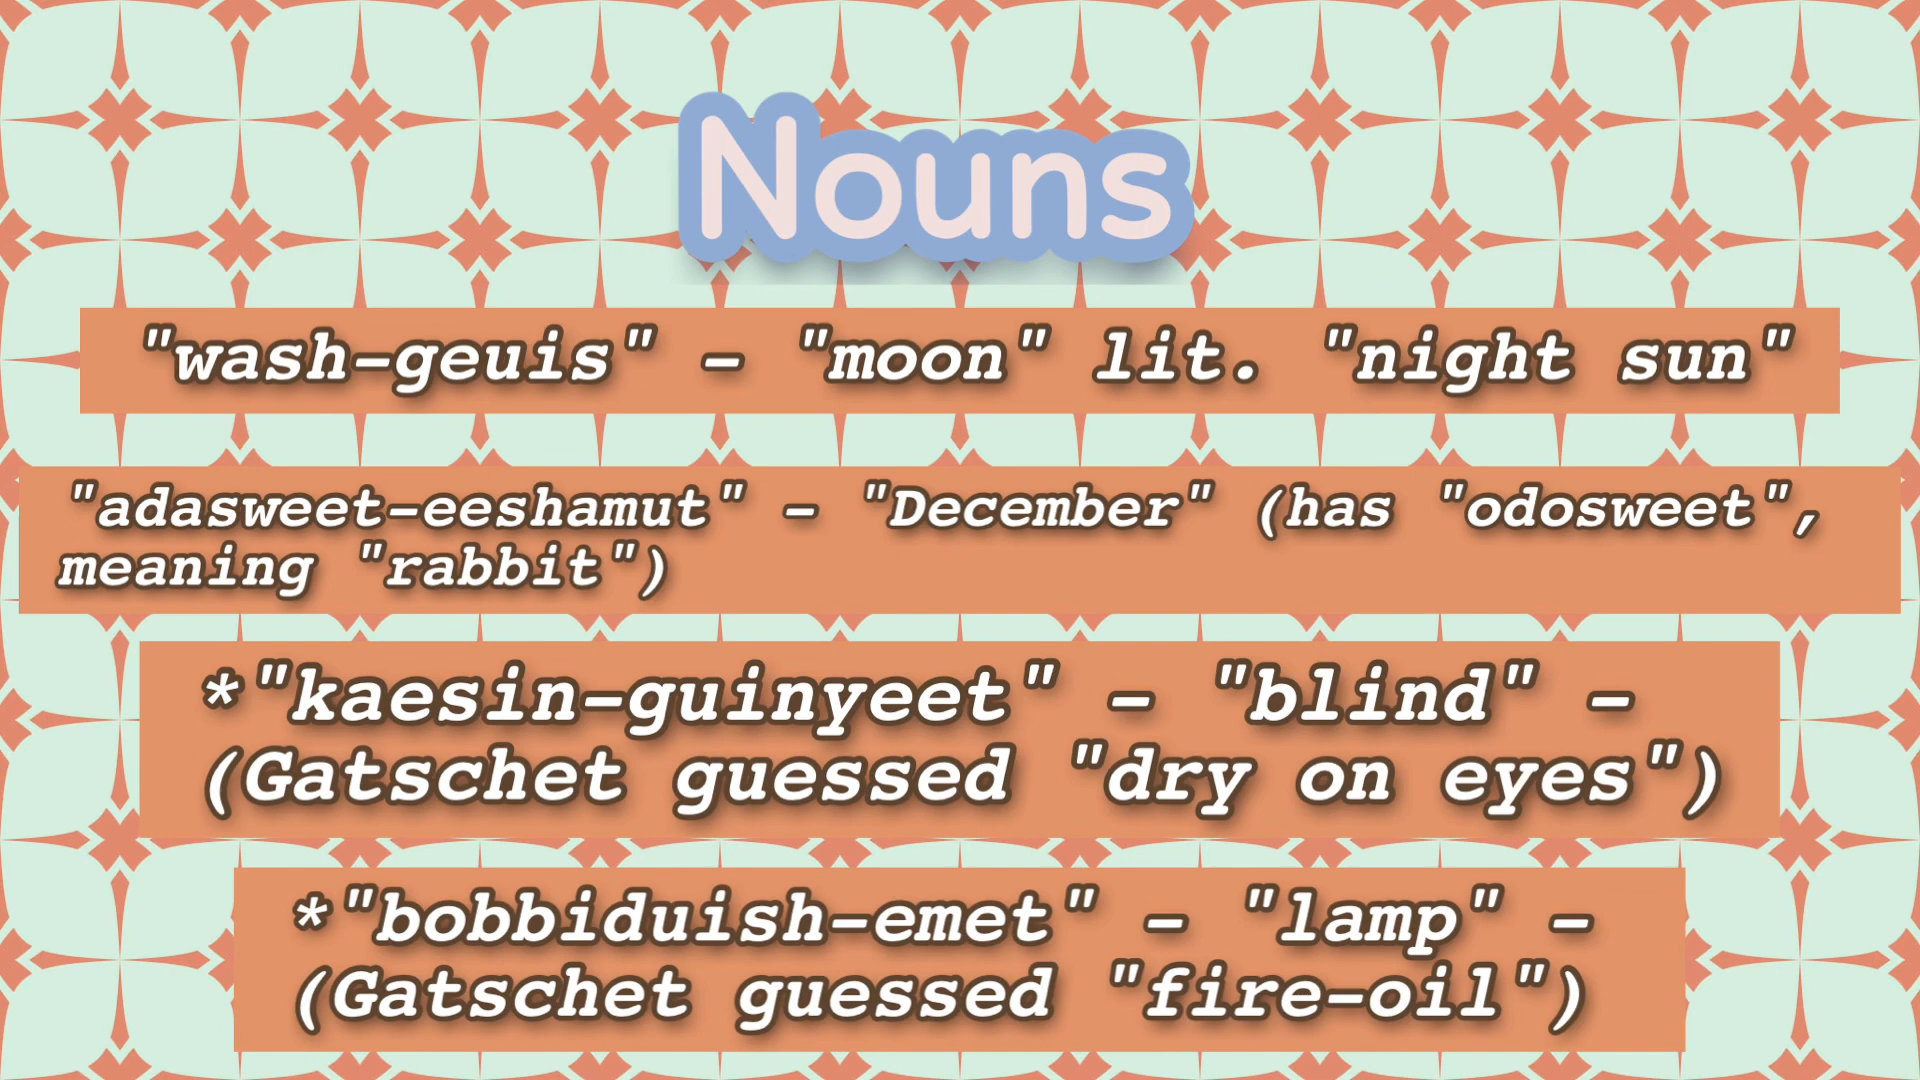 Nouns
"wash-geuis" - "moon" lit. "night sun"
"adasweet-eeshamut" - "December" (has "odosweet",
meaning "rabbit")
*"kaesin-guinyeet" - "blind" -
(Gatschet guessed "dry on eyes")
*"bobbiduish-emet" - "lamp" -
(Gatschet guessed "fire-oil")